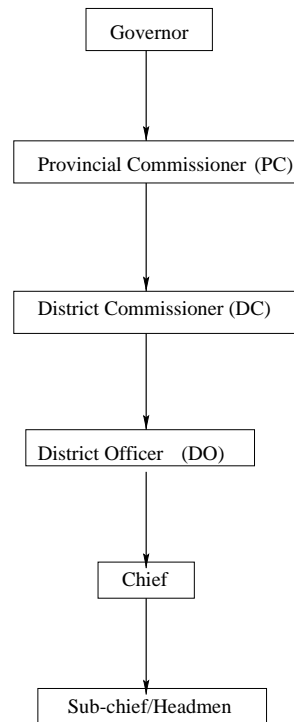 Governor
Provincial Commissioner (PC)
District Commissioner (DC)
District Officer (DO)
Chief
Sub-chief/Headmen